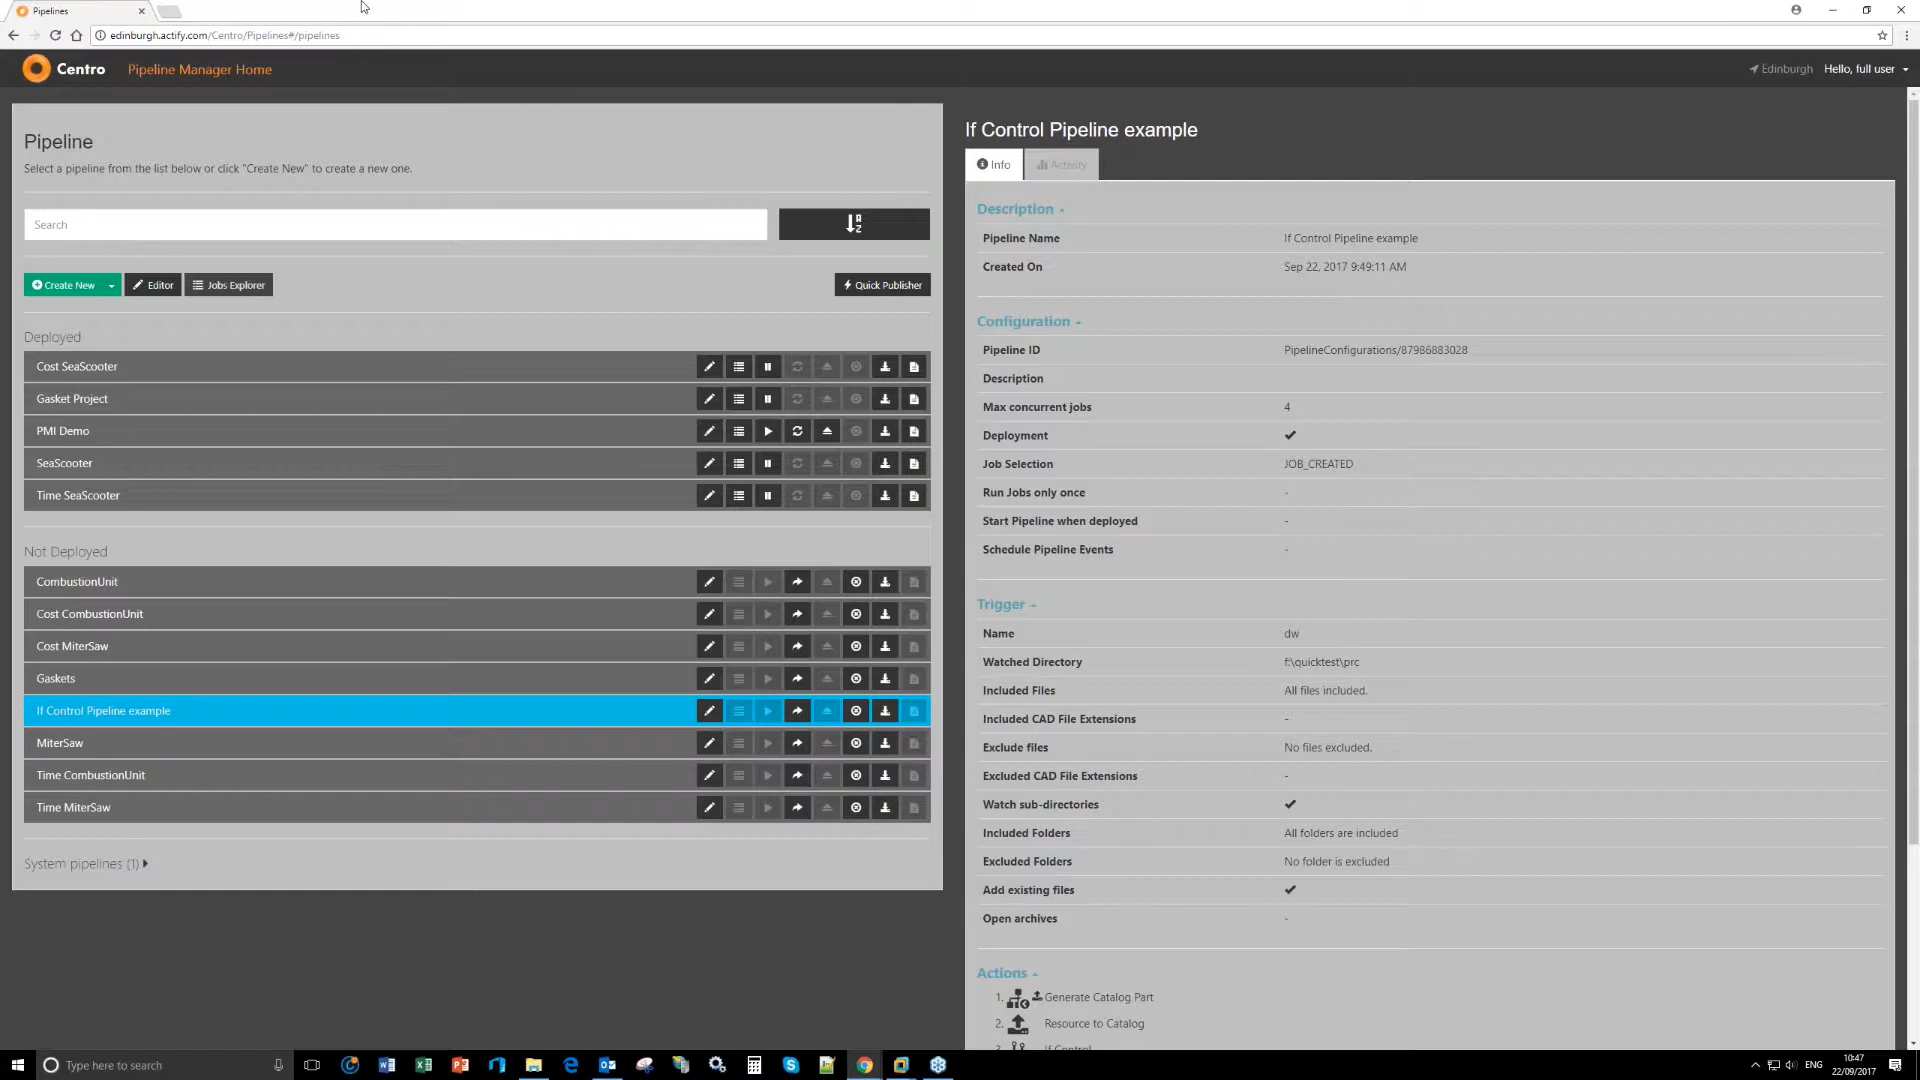 Pipelines
edinburgh.actify.com/Centro/Pipelines#/pipelines
Centro
Pipeline Manager Home
Edinburgh
Hello, full user
Pipeline
Select a pipeline from the list below or click "Create New" to create a new one.
Search
Create New
Editor
Jobs Explorer
Quick Publisher
Deployed
Cost SeaScooter
Gasket Project
PMI Demo
SeaScooter
Time SeaScooter
Not Deployed
CombustionUnit
Cost CombustionUnit
Cost MiterSaw
Gaskets
If Control Pipeline example
MiterSaw
Time CombustionUnit
Time MiterSaw
System pipelines (1)
If Control Pipeline example
Info
Activity
Description
Pipeline Name If Control Pipeline example
Created On Sep 22, 2017 9:49:11 AM
Configuration
Pipeline ID PipelineConfigurations/87986883028
Description
Max concurrent jobs 4
Deployment
Job Selection JOB_CREATED
Run Jobs only once -
Start Pipeline when deployed -
Schedule Pipeline Events -
Trigger
Name dw
Watched Directory f:\quicktest\prc
Included Files All files included.
Included CAD File Extensions -
Exclude files No files excluded.
Excluded CAD File Extensions -
Watch sub-directories
Included Folders All folders are included
Excluded Folders No folder is excluded
Add existing files
Open archives -
Actions
1. Generate Catalog Part
2. Resource to Catalog
3. If Control
Type here to search
ENG
10:47
22/09/2017